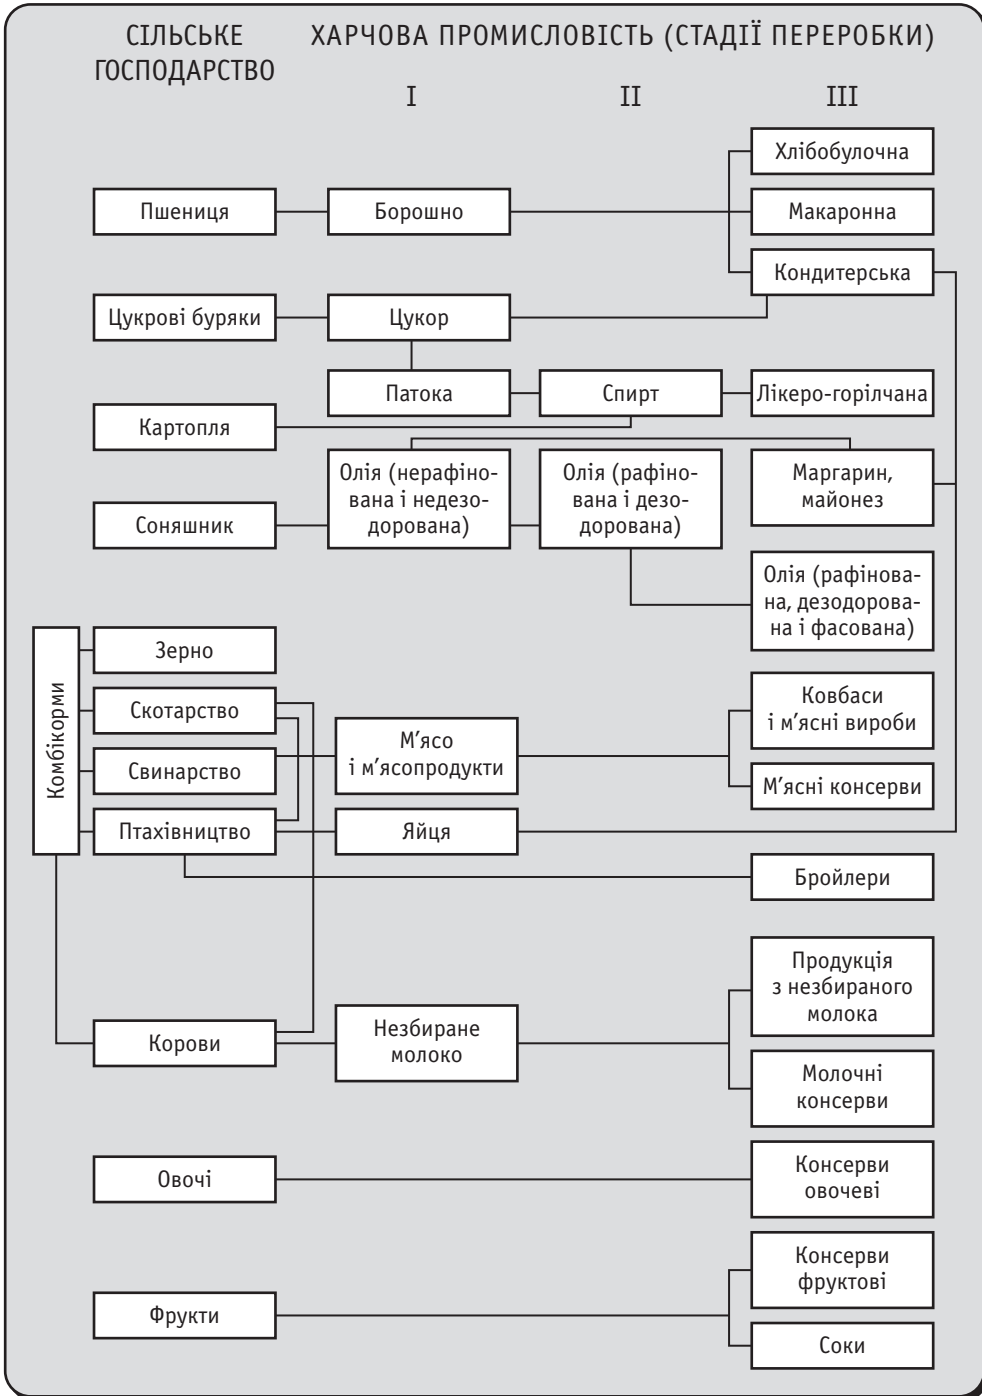 СІЛЬСЬКЕ
ГОСПОДАРСТВО
ХАРЧОВА ПРОМИСЛОВІСТЬ (СТАДІЇ ПЕРЕРОБКИ)
I
II
III
Хлібобулочна
Пшениця
Борошно
Макаронна
Кондитерська
Цукрові буряки
Цукор
Патока
Спирт
Лікеро-горілчана
Картопля
Олія (нерафіно-
вана і недезо-
дорована)
Олія (рафіно-
вана і дезо-
дорована)
Маргарин,
майонез
Соняшник
Олія (рафінова-
на, дезодорова-
на і фасована)
Комбікорми
Зерно
Скотарство
Свинарство
Птахівництво
М'ясо
і м'ясопродукти
Ковбаси
і м'ясні вироби
М'ясні консерви
Яйця
Бройлери
Корови
Незбиране
молоко
Продукція
з незбираного
молока
Молочні
консерви
Овочі
Консерви
овочеві
Фрукти
Консерви
фруктові
Соки